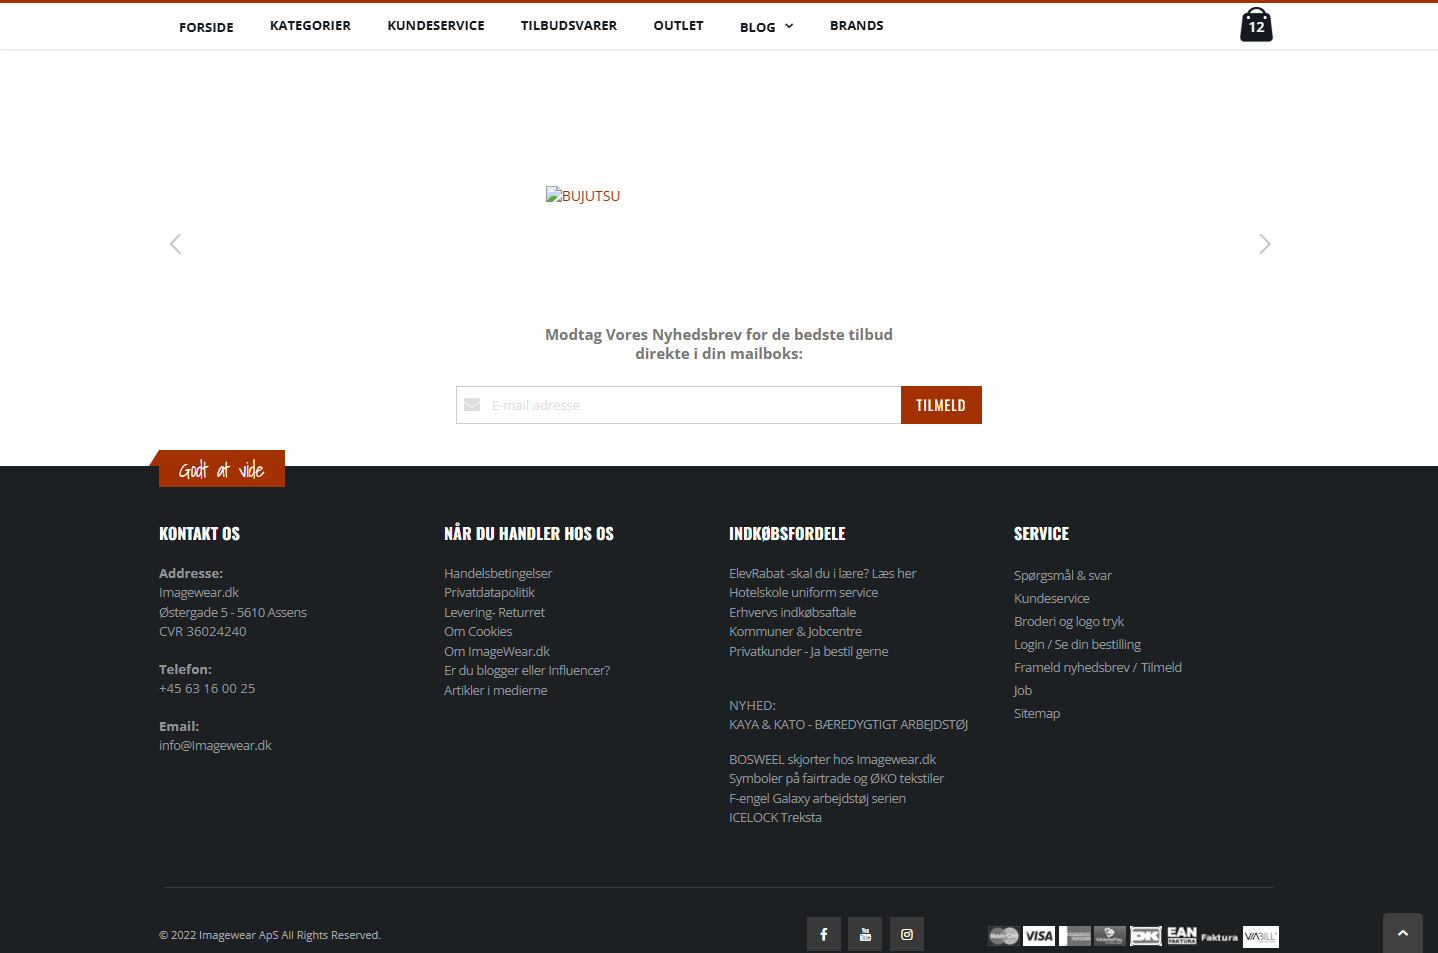 FORSIDE KATEGORIER KUNDESERVICE TILBUDSVARER OUTLET BLOG BRANDS 12
BUJUTSU
Modtag Vores Nyhedsbrev for de bedste tilbud
direkte i din mailboks:
E-mail adresse TILMELD
Godt at vide
KONTAKT OS
Addresse:
Imagewear.dk
Østergade 5 - 5610 Assens
CVR 36024240
Telefon:
+45 63 16 00 25
Email:
info@Imagewear.dk
NÅR DU HANDLER HOS OS
Handelsbetingelser
Privatdatapolitik
Levering- Returret
Om Cookies
Om ImageWear.dk
Er du blogger eller Influencer?
Artikler i medierne
INDKØBSFORDELE
ElevRabat -skal du i lære? Læs her
Hotelskole uniform service
Erhvervs indkøbsaftale
Kommuner & Jobcentre
Privatkunder - Ja bestil gerne
NYHED:
KAYA & KATO - BÆREDYGTIGT ARBEJDSTØJ
BOSWEEL skjorter hos Imagewear.dk
Symboler på fairtrade og ØKO tekstiler
F-engel Galaxy arbejdstøj serien
ICELOCK Treksta
SERVICE
Spørgsmål & svar
Kundeservice
Broderi og logo tryk
Login / Se din bestilling
Frameld nyhedsbrev / Tilmeld
Job
Sitemap
© 2022 Imagewear ApS All Rights Reserved.
You
MasterCard VISA MobilePay DK EAN FAKTURA Faktura VIABILL